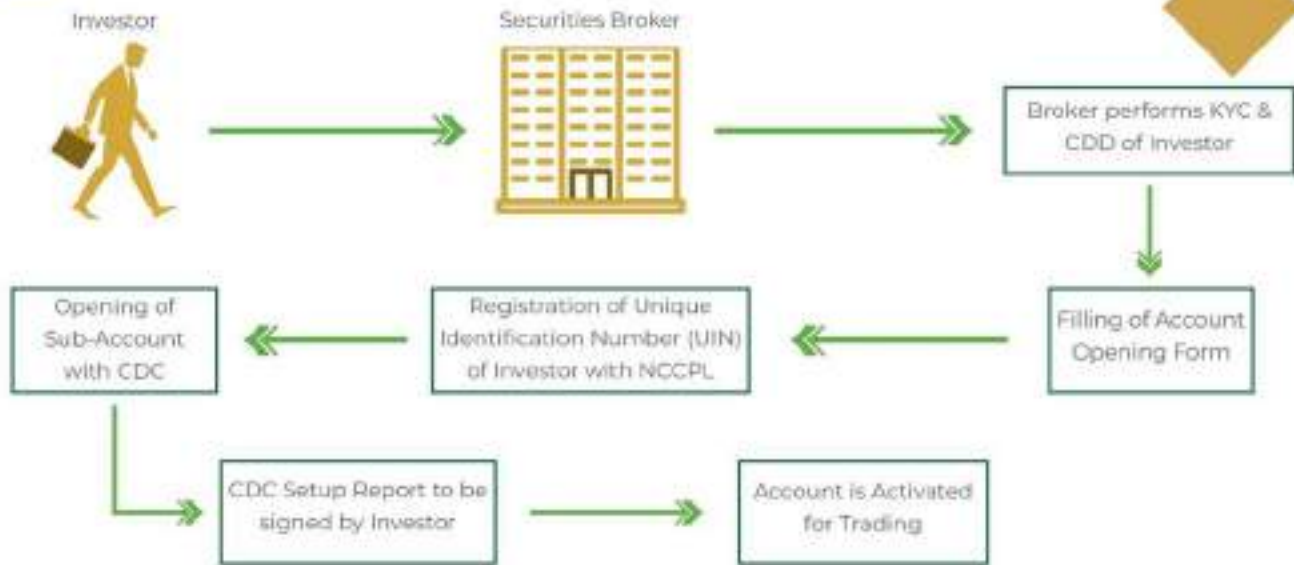 Investor
Securities Broker
Broker performs KYC &
CDD of Investor
Filling of Account
Opening Form
Registration of Unique
Identification Number (UIN)
of Investor with NCCPL
Opening of
Sub-Account
with CDC
CDC Setup Report to be
signed by Investor
Account is Activated
for Trading